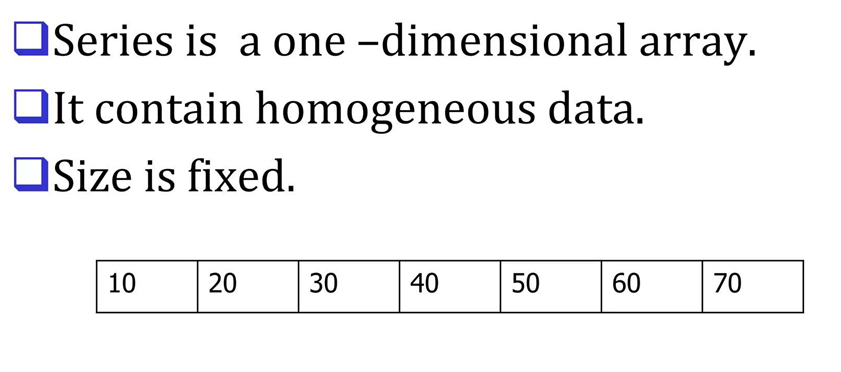 Series is a one –dimensional array.
It contain homogeneous data.
Size is fixed.
10 20 30 40 50 60 70